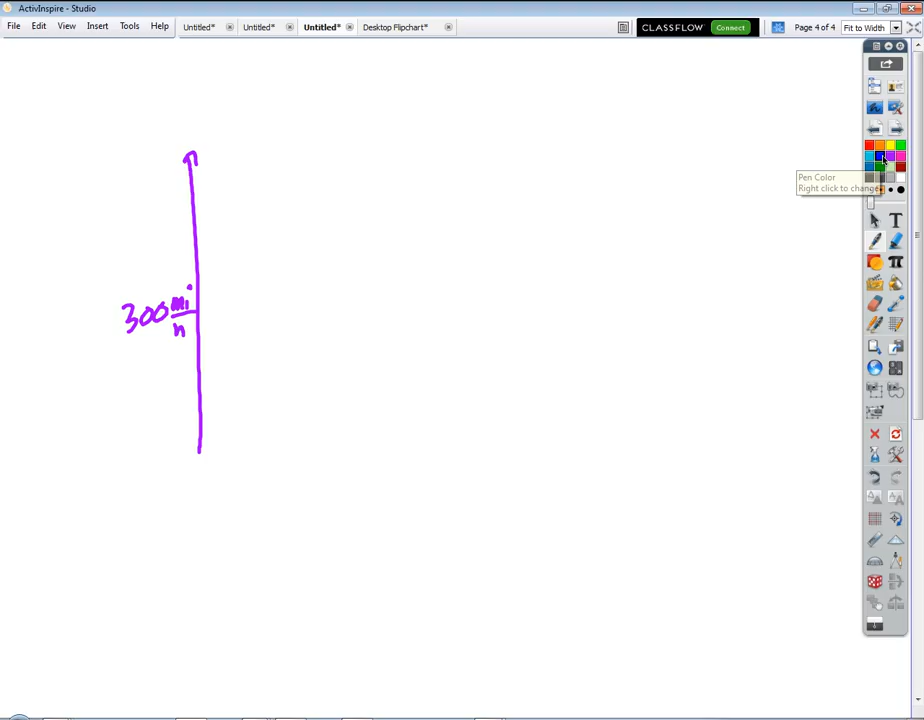 ActivInspire - Studio
File Edit View Insert Tools Help Untitled* Untitled* Untitled* Desktop Flipchart* CLASSFLOW Connect Page 4 of 4 Fit to Width
Pen Color
Right click to change
T
300 mi
h